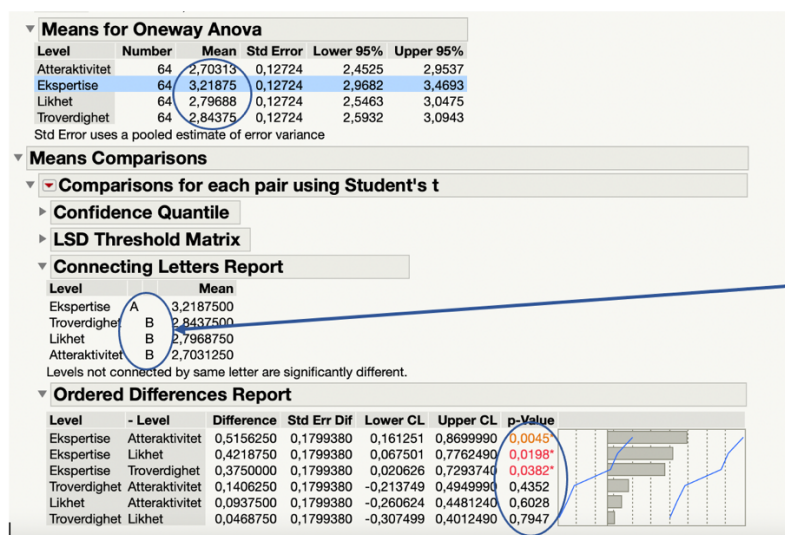 Means for Oneway Anova
Level Number Mean Std Error Lower 95% Upper 95%
Atteraktivitet 64 2,70313 0,12724 2,4525 2,9537
Ekspertise 64 3,21875 0,12724 2,9682 3,4693
Likhet 64 2,79688 0,12724 2,5463 3,0475
Troverdighet 64 2,84375 0,12724 2,5932 3,0943
Std Error uses a pooled estimate of error variance
Means Comparisons
Comparisons for each pair using Student's t
Confidence Quantile
LSD Threshold Matrix
Connecting Letters Report
Level Mean
Ekspertise A 3,2187500
Troverdighet B 2,8437500
Likhet B 2,7968750
Atteraktivitet B 2,7031250
Levels not connected by same letter are significantly different.
Ordered Differences Report
Level - Level Difference Std Err Dif Lower CL Upper CL p-Value
Ekspertise Atteraktivitet 0,5156250 0,1799380 0,161251 0,8699990 0,0045*
Ekspertise Likhet 0,4218750 0,1799380 0,067501 0,7762490 0,0198*
Ekspertise Troverdighet 0,3750000 0,1799380 0,020626 0,7293740 0,0382*
Troverdighet Atteraktivitet 0,1406250 0,1799380 -0,213749 0,4949990 0,4352
Likhet Atteraktivitet 0,0937500 0,1799380 -0,260624 0,4481240 0,6028
Troverdighet Likhet 0,0468750 0,1799380 -0,307499 0,4012490 0,7947